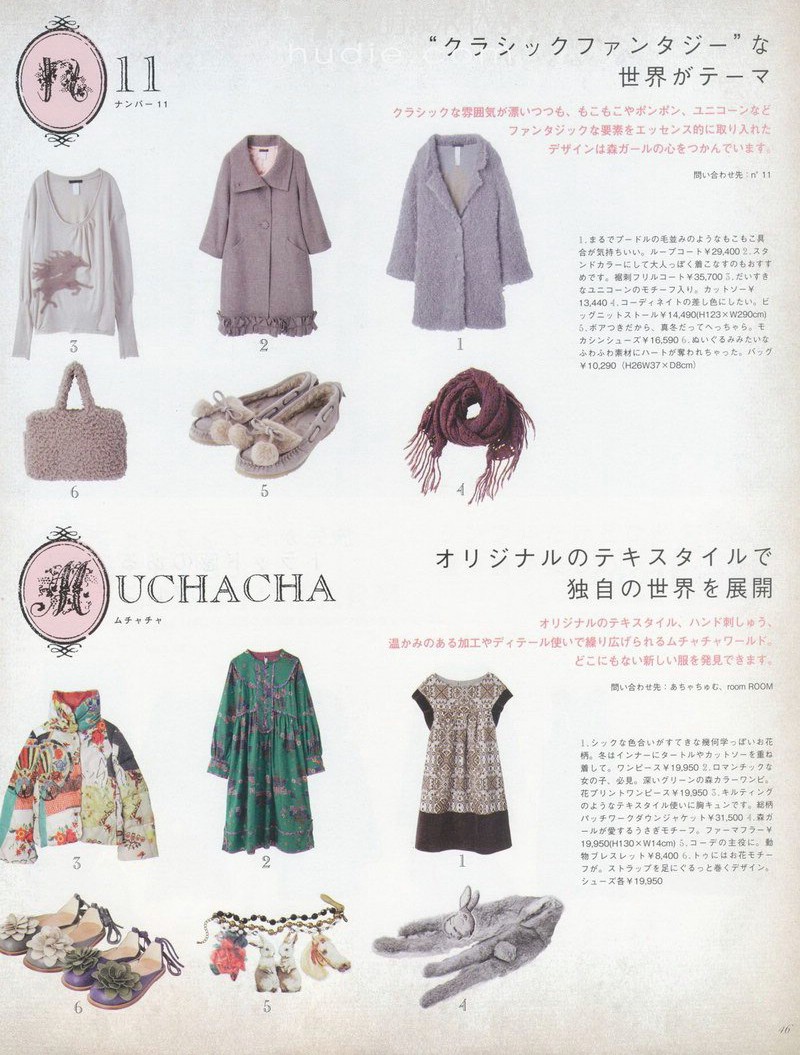 hudie
n 11
ナンバー 11
“クラシックファンタジー”な
世界がテーマ
クラシックな雰囲気が漂いつつも、もこもこやポンポン、ユニコーンなど
ファンタジックな要素をエッセンス的に取り入れた
デザインは森ガールの心をつかんでいます。
問い合わせ先：n° 11
1.まるでプードルの毛並みのようなもこもこ具
合が気持ちいい。ループコート¥29,400 2.スタ
ンドカラーにして大人っぽく着こなすのもおすす
めです。裾刺フリルコート¥35,700 3.だいすき
なユニコーンのモチーフ入り。カットソー¥
13,440 4.コーディネイトの差し色にしたい。ビ
ッグニットストール¥14,490(H123×W290cm)
5.ボアつきだから、真冬だってへっちゃら。モ
カシンシューズ¥16,590 6.ぬいぐるみみたいな
ふわふわ素材にハートが奪われちゃった。バッグ
¥10,290（H26W37×D8cm）
3
2
1
6
5
4
MUCHACHA
ムチャチャ
オリジナルのテキスタイルで
独自の世界を展開
オリジナルのテキスタイル、ハンド刺しゅう、
温かみのある加工やディテール使いで繰り広げられるムチャチャワールド。
どこにもない新しい服を発見できます。
問い合わせ先：あちゃちゅむ、room ROOM
1.シックな色合いがすてきな幾何学っぽいお花
柄。冬はインナーにタートルやカットソーを重ね
着して。ワンピース¥19,950 2.ロマンチックな
女の子、必見。深いグリーンの森カラーワンピ。
花プリントワンピース¥19,950 3.キルティング
のようなテキスタイル使いに胸キュンです。総柄
パッチワークダウンジャケット¥31,500 4.森ガ
ールが愛するうさぎモチーフ。ファーマフラー¥
19,950(H130×W14cm) 5.コーデの主役に。動
物ブレスレット¥8,400 6.トゥにはお花モチー
フが。ストラップを足にぐるっと巻くデザイン。
シューズ各¥19,950
3
2
1
6
5
4
46